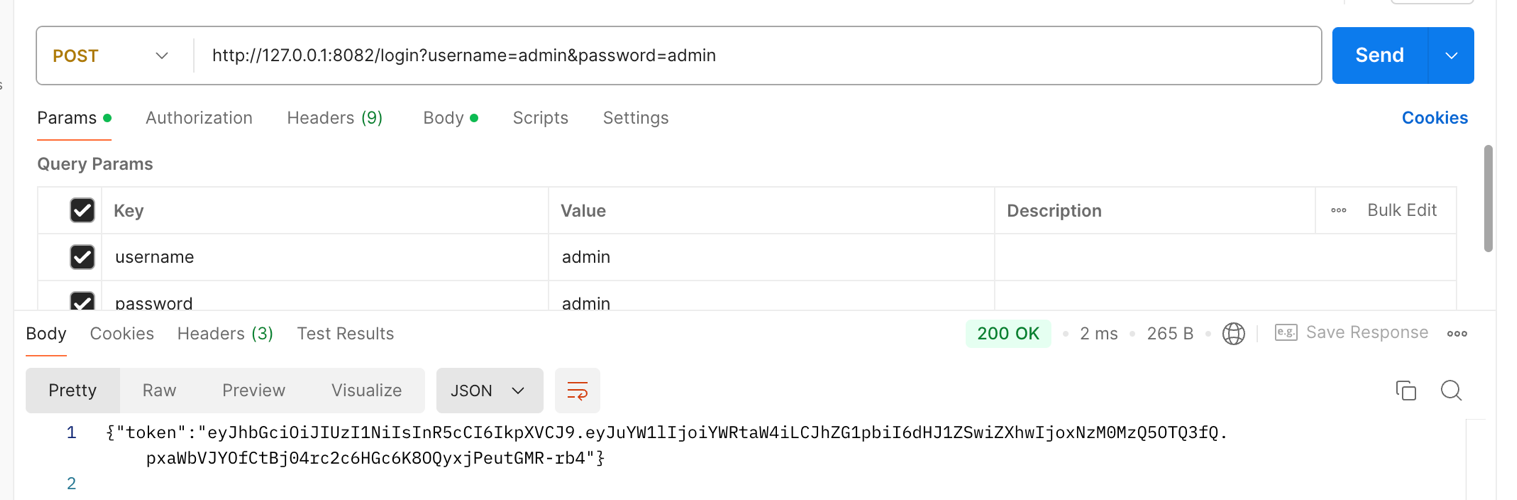 POST http://127.0.0.1:8082/login?username=admin&password=admin Send
Params Authorization Headers (9) Body Scripts Settings Cookies
Query Params
Key Value Description Bulk Edit
username admin
password admin
Body Cookies Headers (3) Test Results 200 OK 2 ms 265 B e.g. Save Response
Pretty Raw Preview Visualize JSON
1 {"token":"eyJhbGciOiJIUzI1NiIsInR5cCI6IkpXVCJ9.eyJuYW1lIjoiYWRtaW4iLCJhZG1pbiI6dHJ1ZSwiZXhwIjoxNzM0MzQ5OTQ3fQ.
pxaWbVJYOfCtBj04rc2c6HGc6K8OQyxjPeutGMR-rb4"}
2